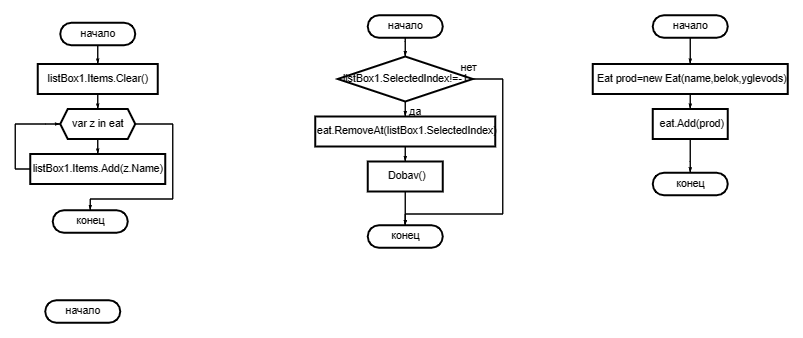 начало
listBox1.Items.Clear()
var z in eat
listBox1.Items.Add(z.Name)
конец
начало
listBox1.SelectedIndex!=-1
нет
да
eat.RemoveAt(listBox1.SelectedIndex)
Dobav()
конец
начало
Eat prod=new Eat(name,belok,yglevods)
eat.Add(prod)
конец
начало